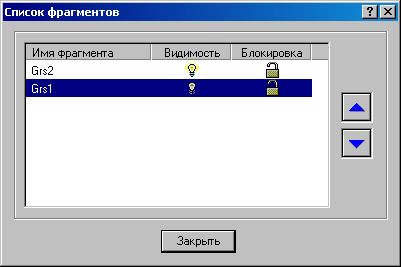 Список фрагментов
Имя фрагмента Видимость Блокировка
Grs2
Grs1
Закрыть